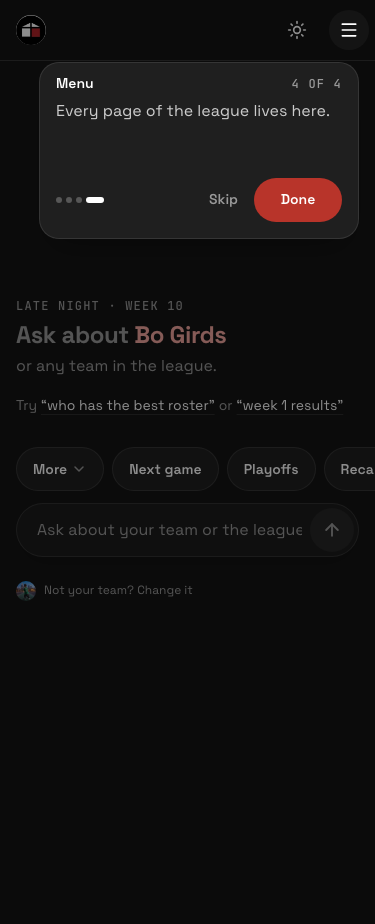 Menu 4 OF 4
Every page of the league lives here.
Skip Done
LATE NIGHT · WEEK 10
Ask about Bo Girds
or any team in the league.
Try “who has the best roster” or “week 1 results”
More Next game Playoffs Reca
Ask about your team or the league
Not your team? Change it